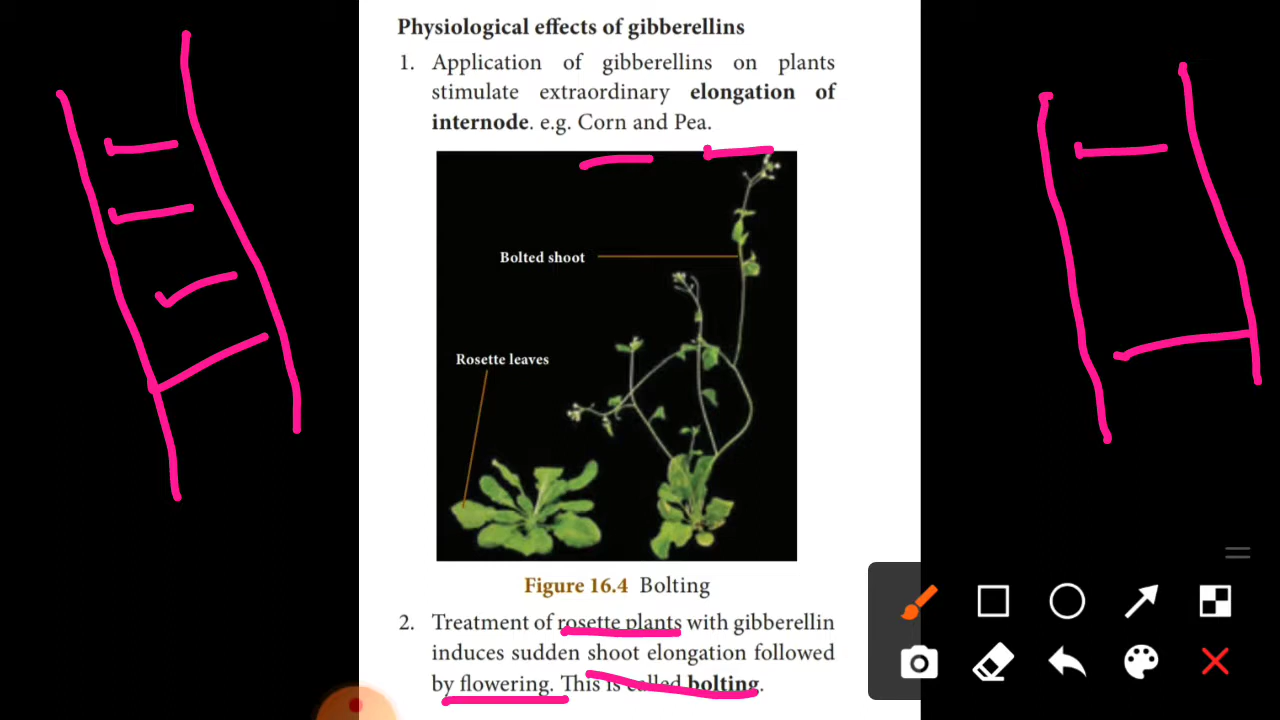 Physiological effects of gibberellins
1. Application of gibberellins on plants
stimulate extraordinary elongation of
internode. e.g. Corn and Pea.
Bolted shoot
Rosette leaves
Figure 16.4 Bolting
2. Treatment of rosette plants with gibberellin
induces sudden shoot elongation followed
by flowering. This is called bolting.